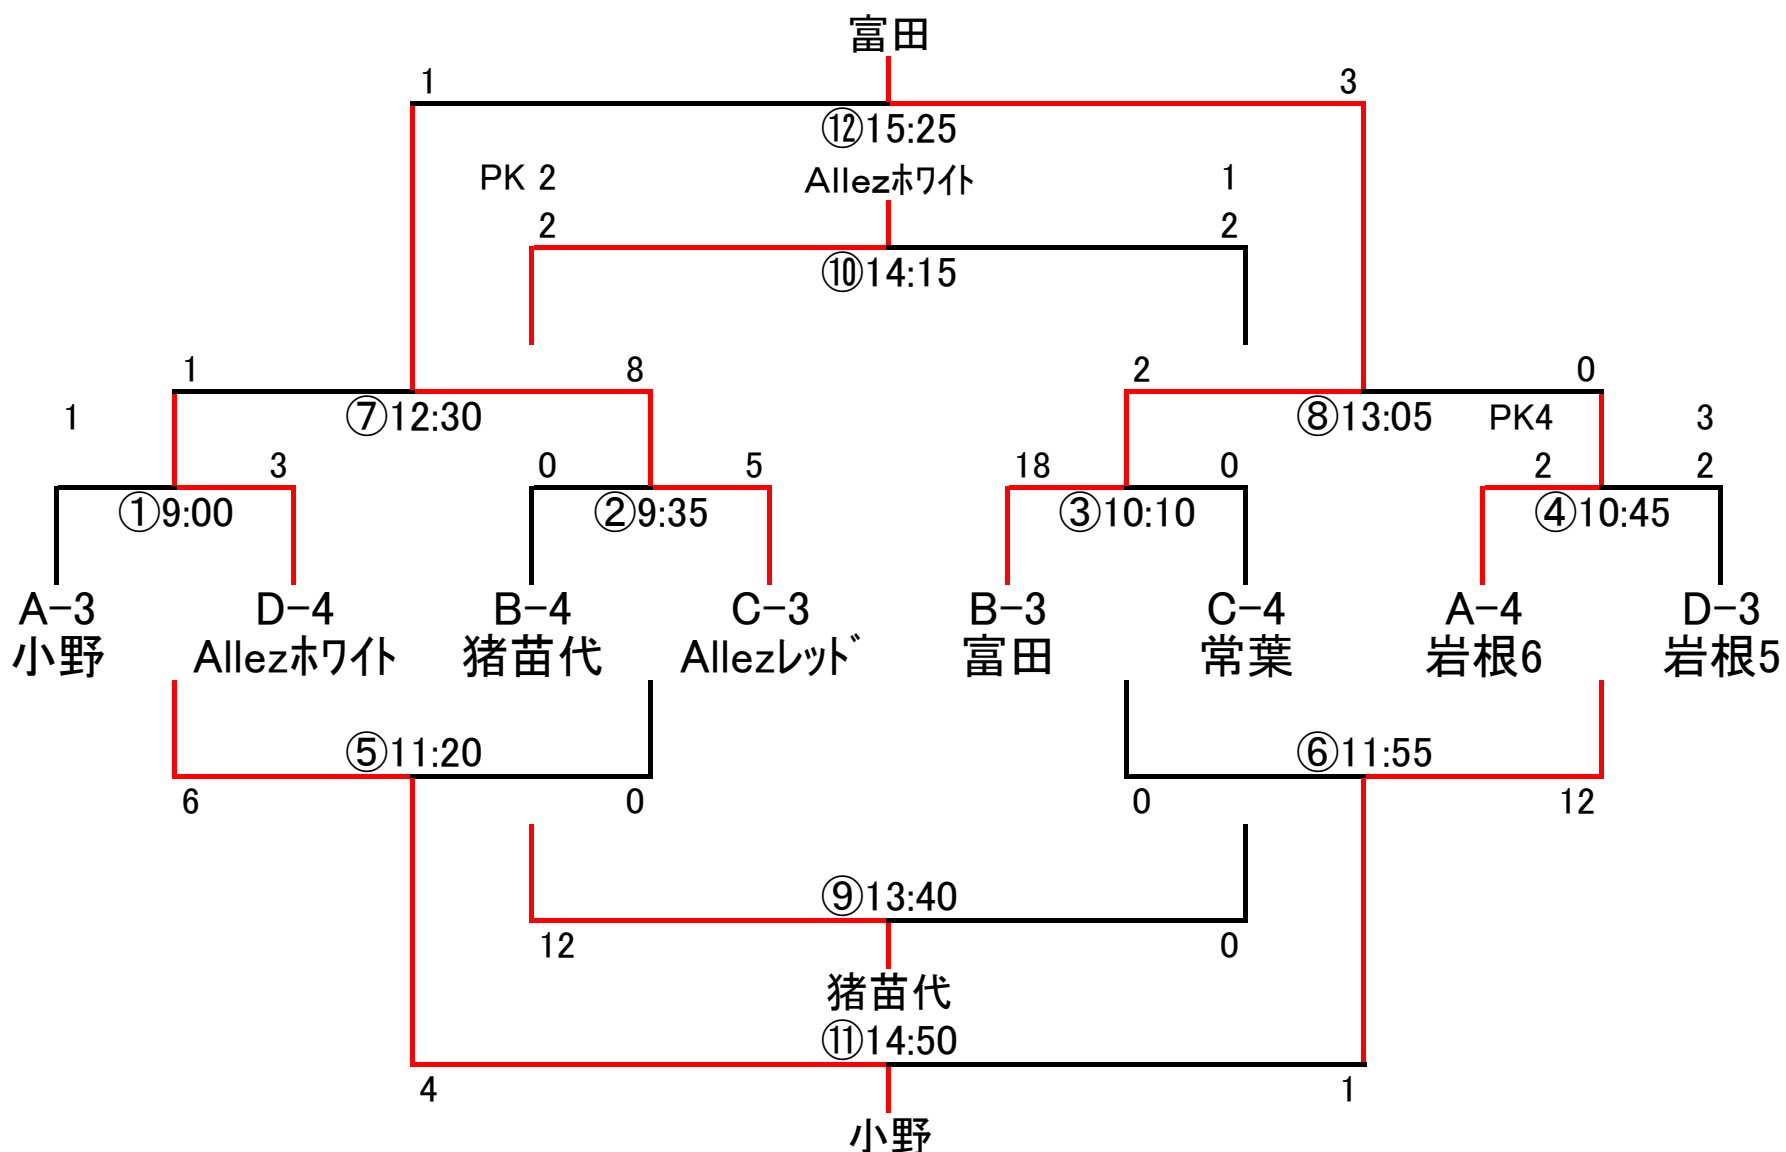 富田
1 3
⑫15:25
PK 2 Allezホワイト 1
2 2
⑩14:15
1 8 2 0
1 ⑦12:30 ⑧13:05 PK4 3
3 0 5 18 0 2 2
①9:00 ②9:35 ③10:10 ④10:45
A-3 D-4 B-4 C-3 B-3 C-4 A-4 D-3
小野 Allezホワイト 猪苗代 Allezレッド 富田 常葉 岩根6 岩根5
⑤11:20 ⑥11:55
6 0 0 12
⑨13:40
12 0
猪苗代
⑪14:50
4 1
小野